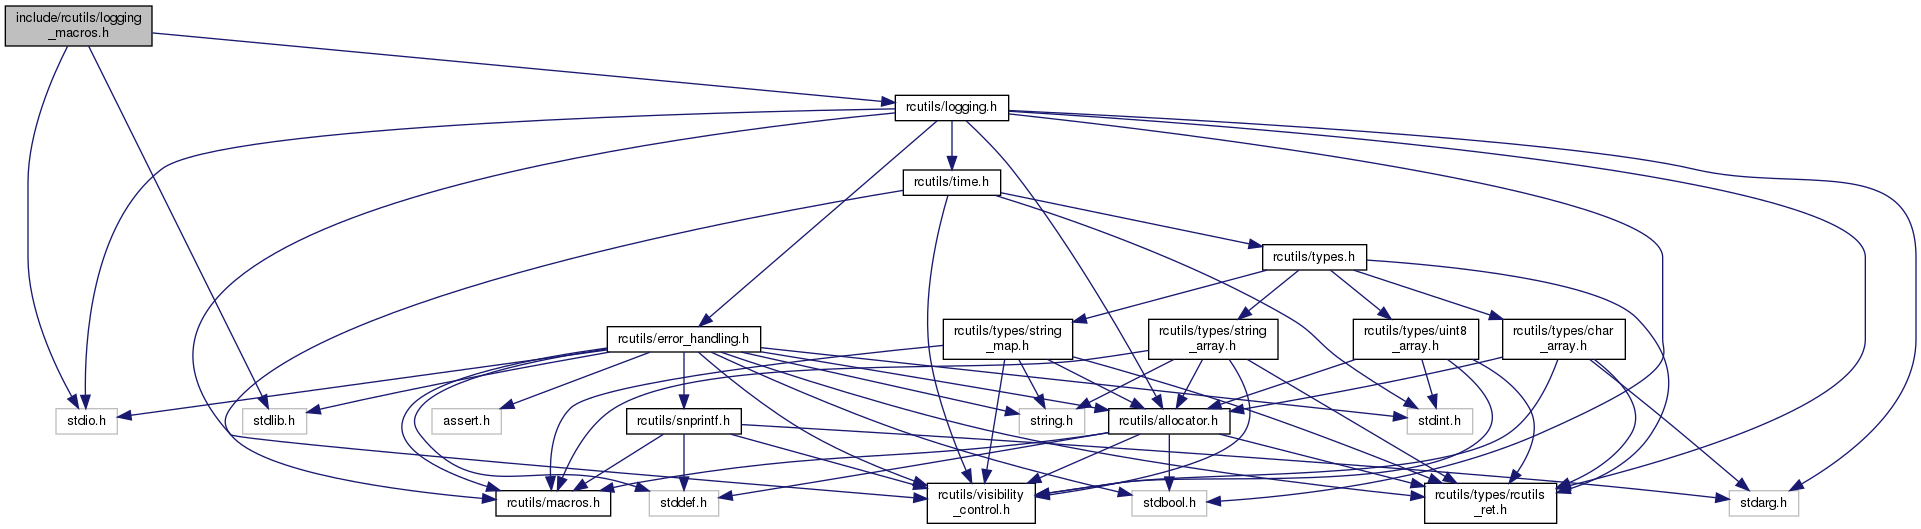 include/rcutils/logging
_macros.h
rcutils/logging.h
rcutils/time.h
rcutils/types.h
rcutils/error_handling.h
rcutils/types/string
_map.h
rcutils/types/string
_array.h
rcutils/types/uint8
_array.h
rcutils/types/char
_array.h
stdio.h
stdlib.h
assert.h
rcutils/snprintf.h
string.h
rcutils/allocator.h
stdint.h
rcutils/macros.h
stddef.h
rcutils/visibility
_control.h
stdbool.h
rcutils/types/rcutils
_ret.h
stdarg.h